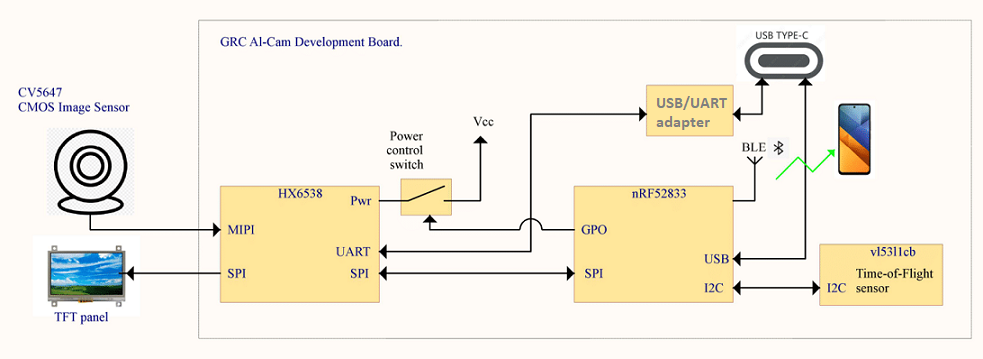 GRC Al-Cam Development Board.
USB TYPE-C
CV5647
CMOS Image Sensor
USB/UART
adapter
Vcc
Power
control
switch
BLE
HX6538
nRF52833
Pwr
MIPI
GPO
UART
USB
vl53l1cb
SPI
SPI
SPI
Time-of-Flight
sensor
I2C
I2C
TFT panel